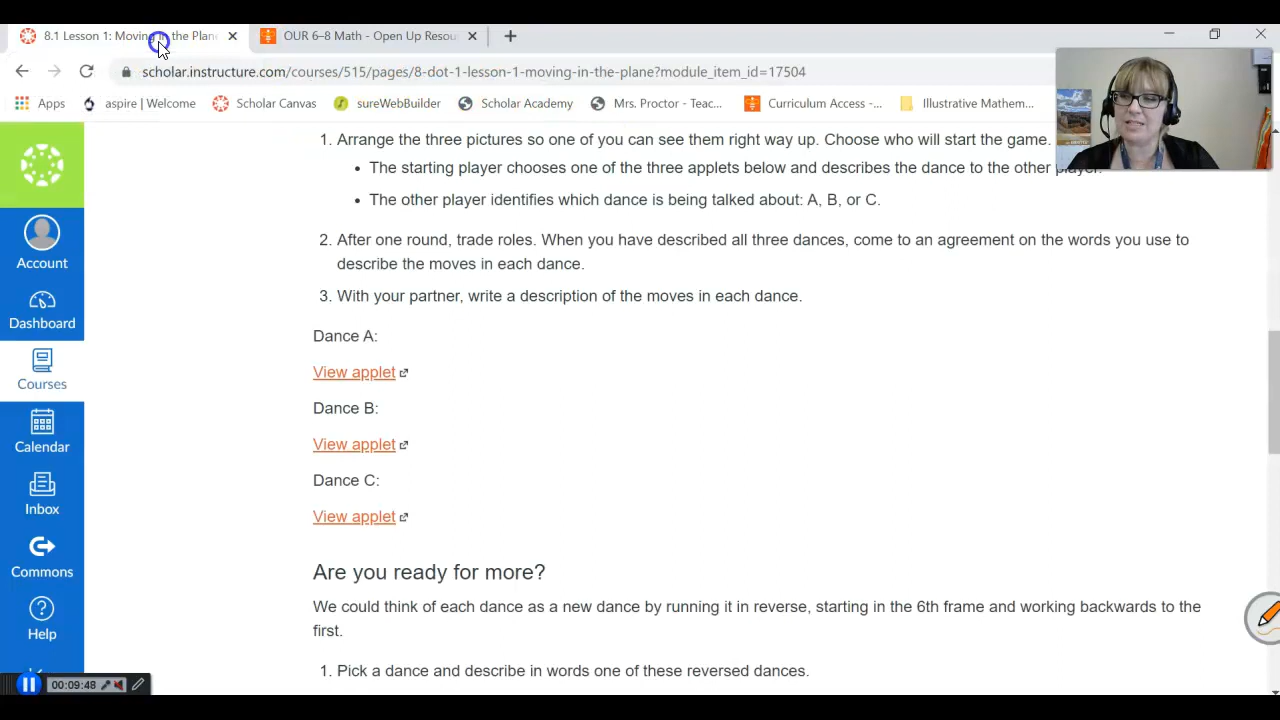 8.1 Lesson 1: Moving in the Plane
OUR 6–8 Math - Open Up Resou
scholar.instructure.com/courses/515/pages/8-dot-1-lesson-1-moving-in-the-plane?module_item_id=17504
Apps aspire | Welcome Scholar Canvas sureWebBuilder Scholar Academy Mrs. Proctor - Teac... Curriculum Access -... Illustrative Mathem...
1. Arrange the three pictures so one of you can see them right way up. Choose who will start the game.
• The starting player chooses one of the three applets below and describes the dance to the other player.
• The other player identifies which dance is being talked about: A, B, or C.
2. After one round, trade roles. When you have described all three dances, come to an agreement on the words you use to
describe the moves in each dance.
3. With your partner, write a description of the moves in each dance.
Dance A:
View applet
Dance B:
View applet
Dance C:
View applet
Are you ready for more?
We could think of each dance as a new dance by running it in reverse, starting in the 6th frame and working backwards to the
first.
1. Pick a dance and describe in words one of these reversed dances.
Account
Dashboard
Courses
Calendar
Inbox
Commons
Help
00:09:48